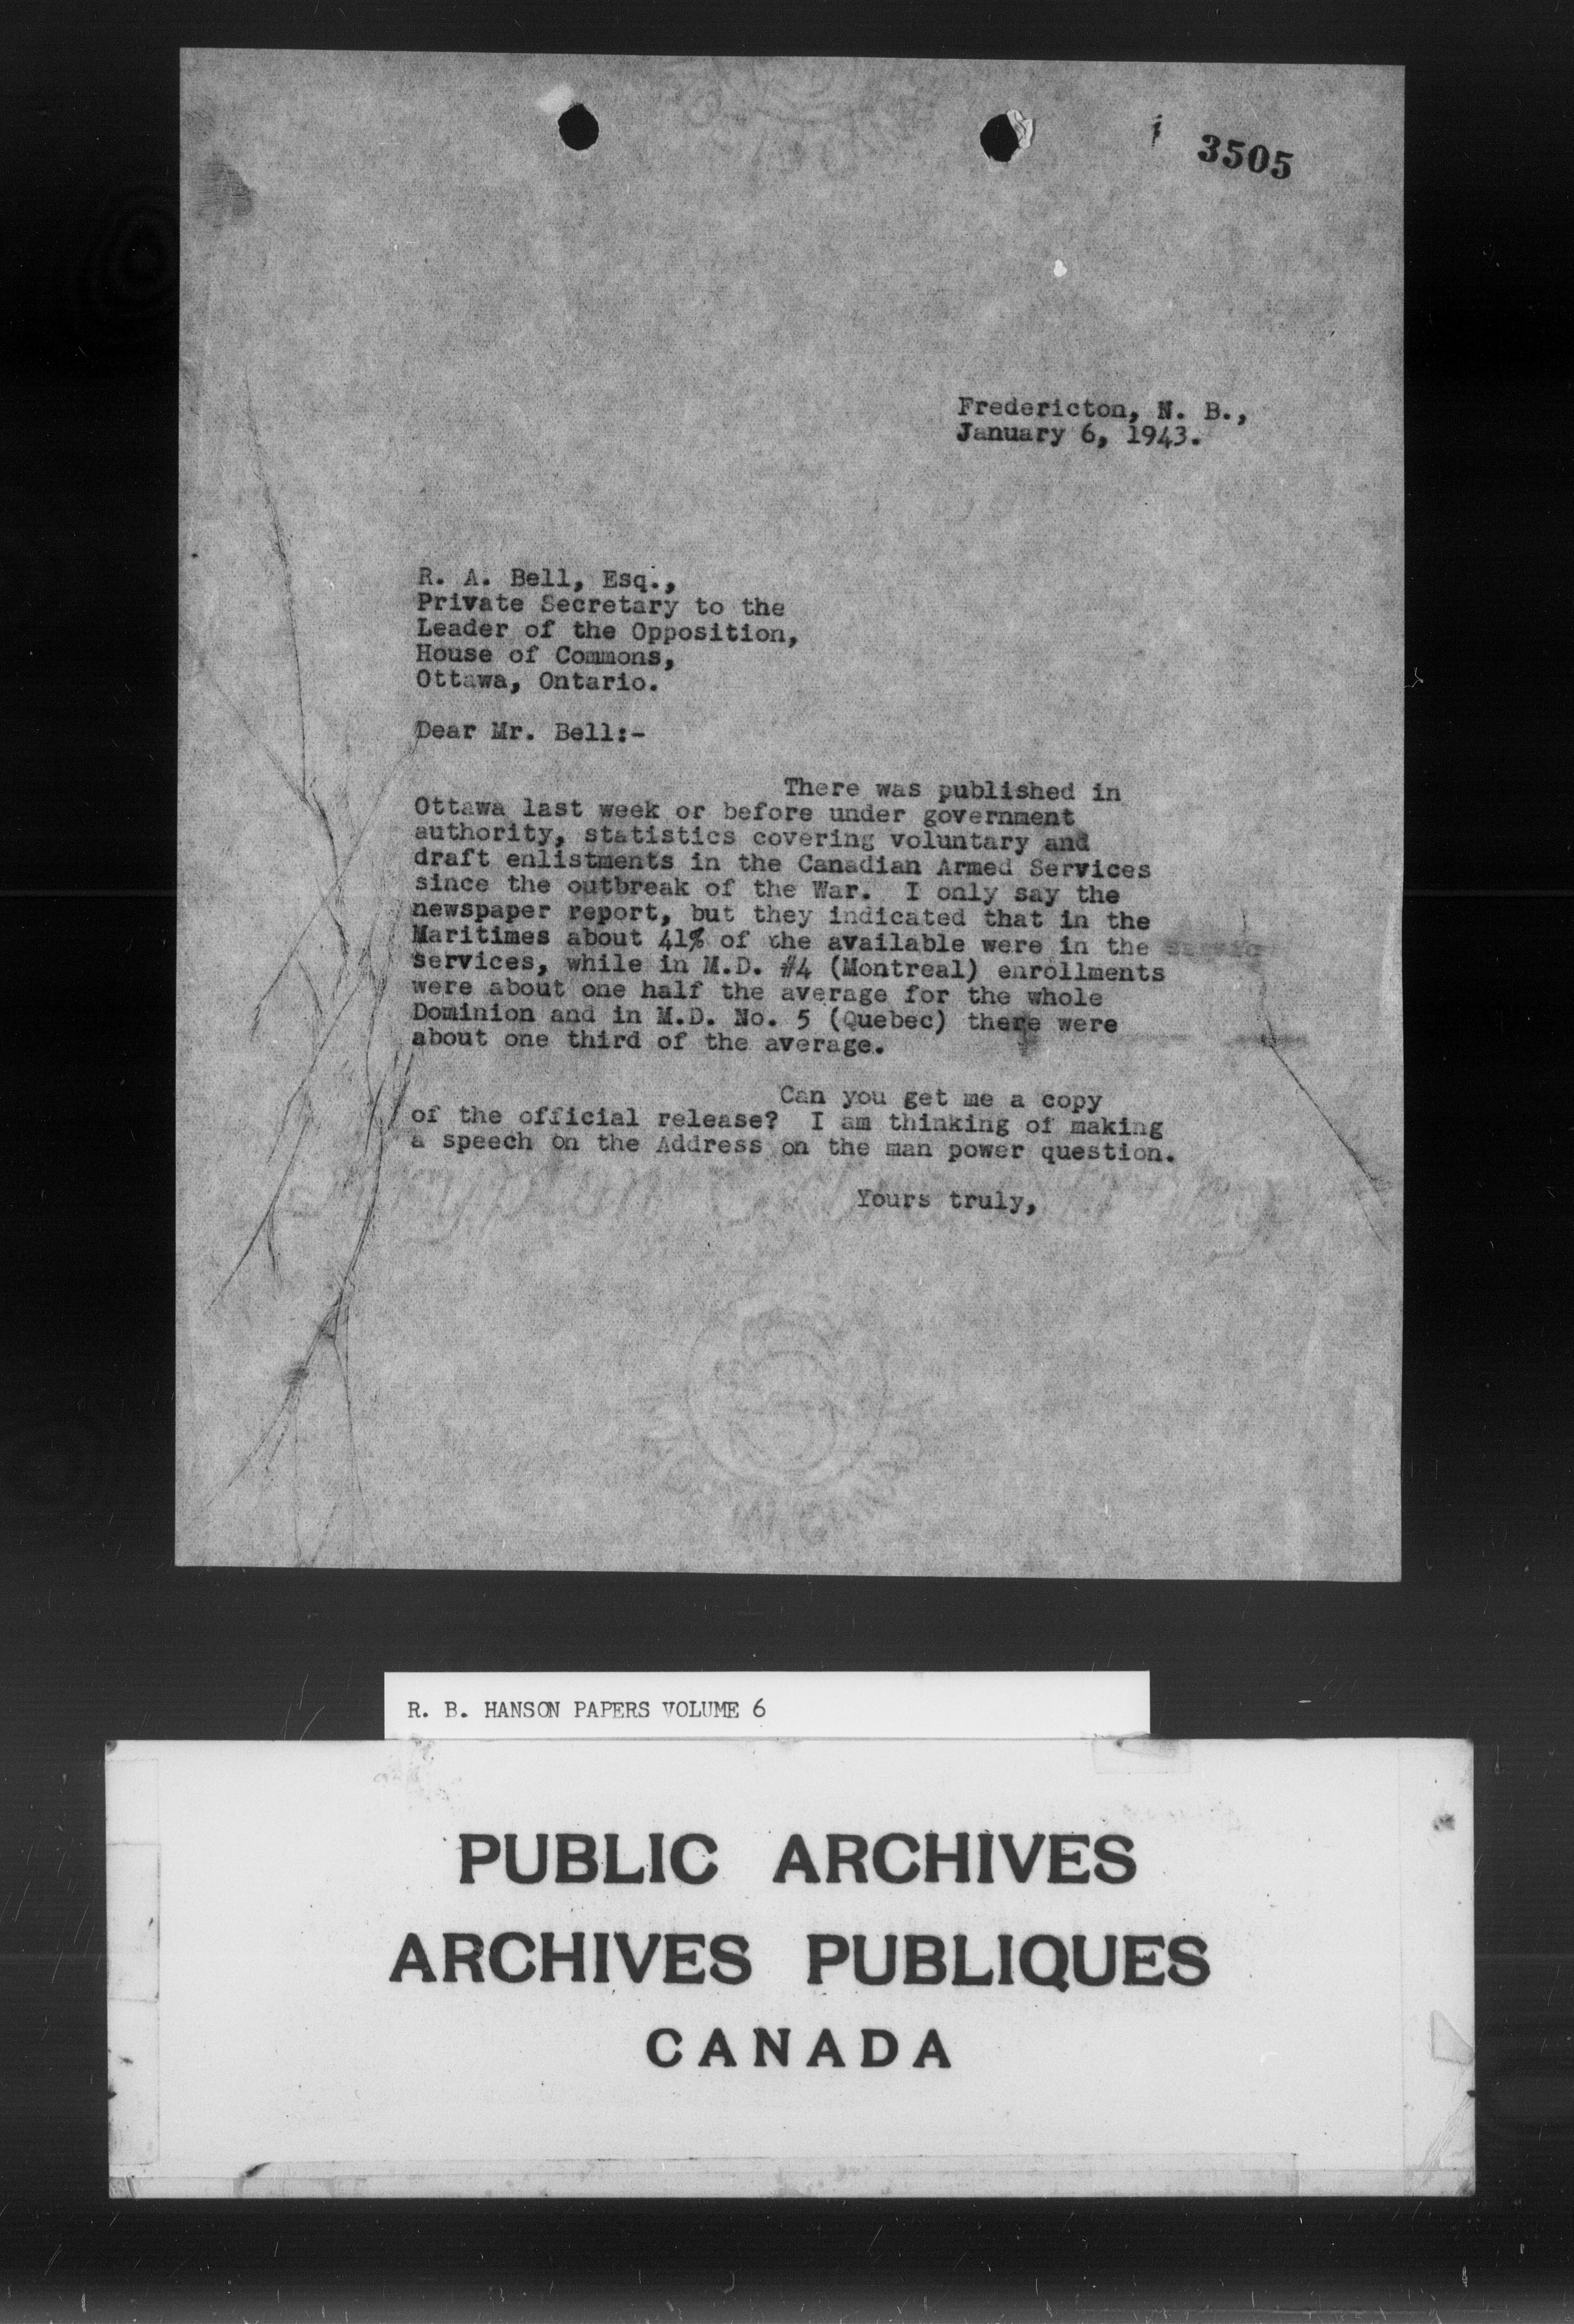 3505
Fredericton, N. B.,
January 6, 1943.
R. A. Bell, Esq.,
Private Secretary to the
Leader of the Opposition,
House of Commons,
Ottawa, Ontario.
Dear Mr. Bell:-
There was published in
Ottawa last week or before under government
authority, statistics covering voluntary and
draft enlistments in the Canadian Armed Services
since the outbreak of the War. I only say the
newspaper report, but they indicated that in the
Maritimes about 41% of the available were in the
services, while in M.D. #4 (Montreal) enrollments
were about one half the average for the whole
Dominion and in M.D. No. 5 (Quebec) there were
about one third of the average.
Can you get me a copy
of the official release? I am thinking of making
a speech on the Address on the man power question.
Yours truly,
R. B. HANSON PAPERS VOLUME 6
PUBLIC ARCHIVES
ARCHIVES PUBLIQUES
CANADA